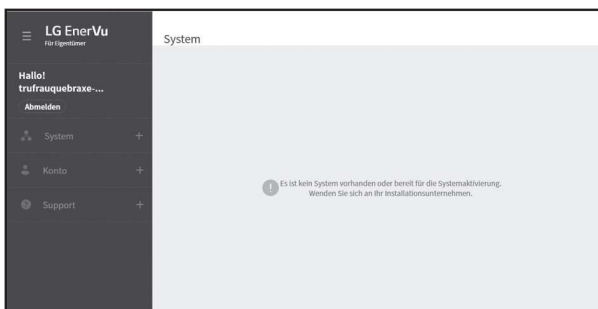 LG EnerVu
Für Eigentümer
System
Hallo!
trufrauquebraxe-...
Abmelden
System
Konto
Support
Es ist kein System vorhanden oder bereit für die Systemaktivierung.
Wenden Sie sich an Ihr Installationsunternehmen.